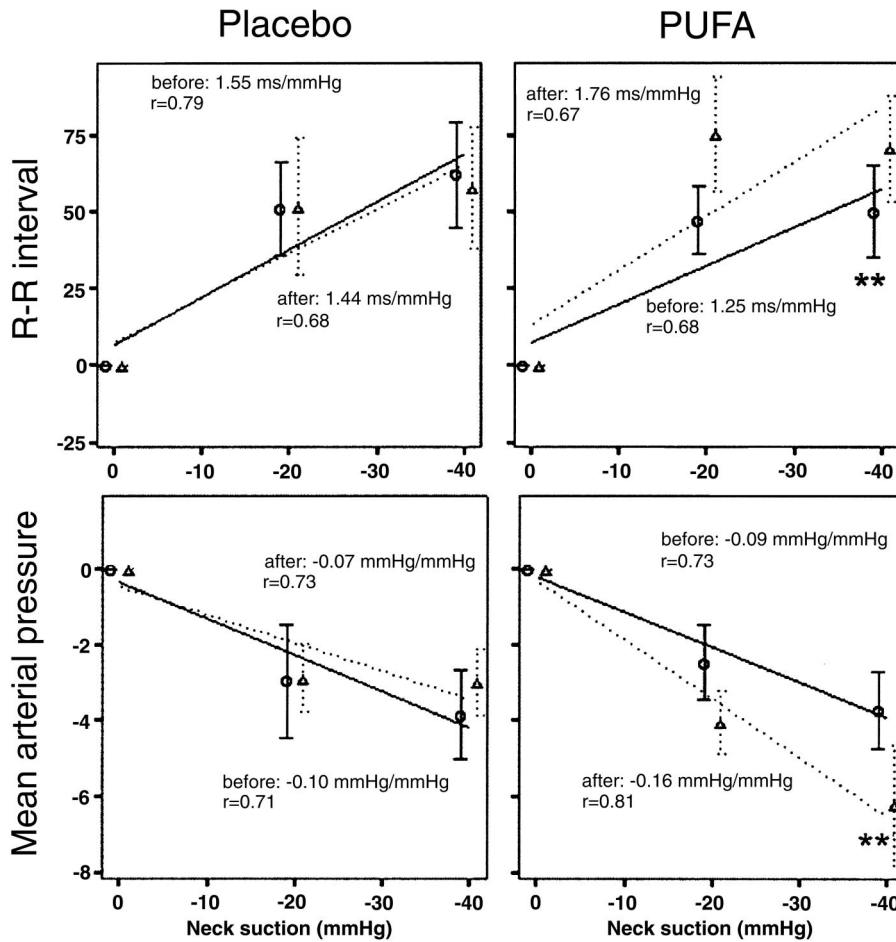 Placebo
PUFA
R-R interval
before: 1.55 ms/mmHg
r=0.79
after: 1.44 ms/mmHg
r=0.68
75
50
25
0
-25
0 -10 -20 -30 -40
after: 1.76 ms/mmHg
r=0.67
before: 1.25 ms/mmHg
r=0.68
**
0 -10 -20 -30 -40
Mean arterial pressure
after: -0.07 mmHg/mmHg
r=0.73
before: -0.10 mmHg/mmHg
r=0.71
0
-2
-4
-6
-8
0 -10 -20 -30 -40
Neck suction (mmHg)
before: -0.09 mmHg/mmHg
r=0.73
after: -0.16 mmHg/mmHg
r=0.81
**
0 -10 -20 -30 -40
Neck suction (mmHg)